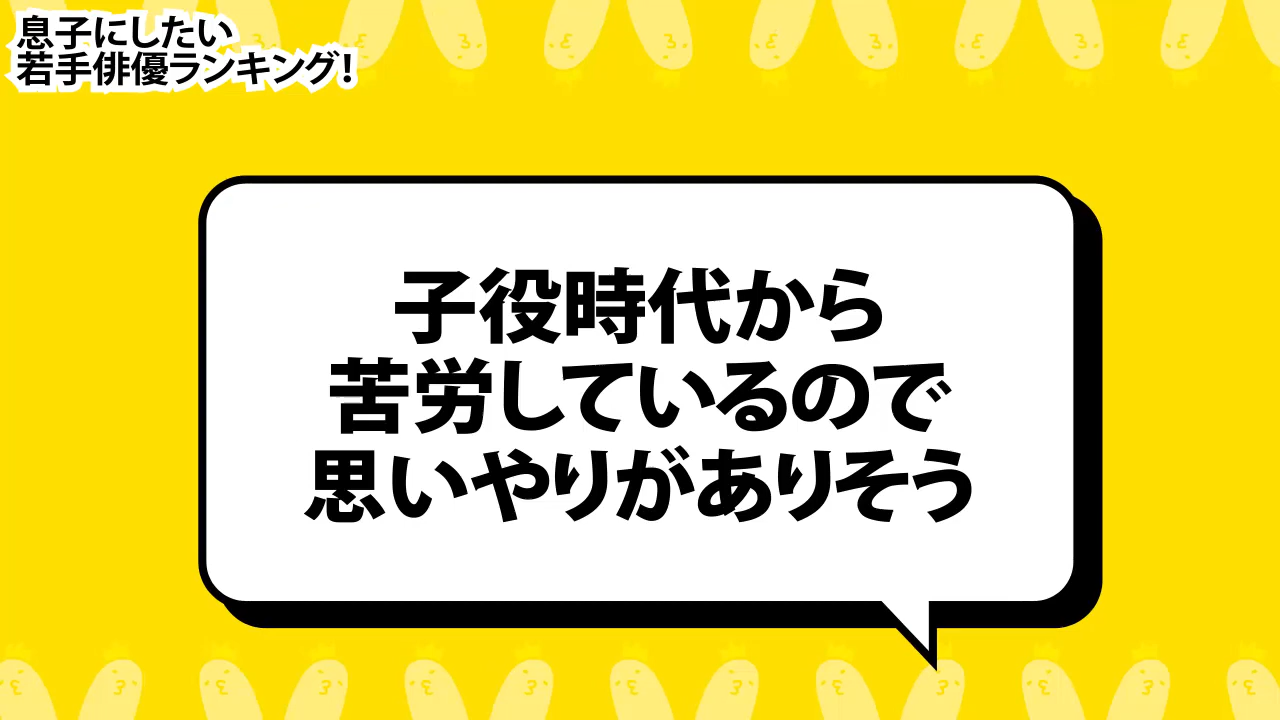 息子にしたい
若手俳優ランキング!
子役時代から
苦労しているので
思いやりがありそう